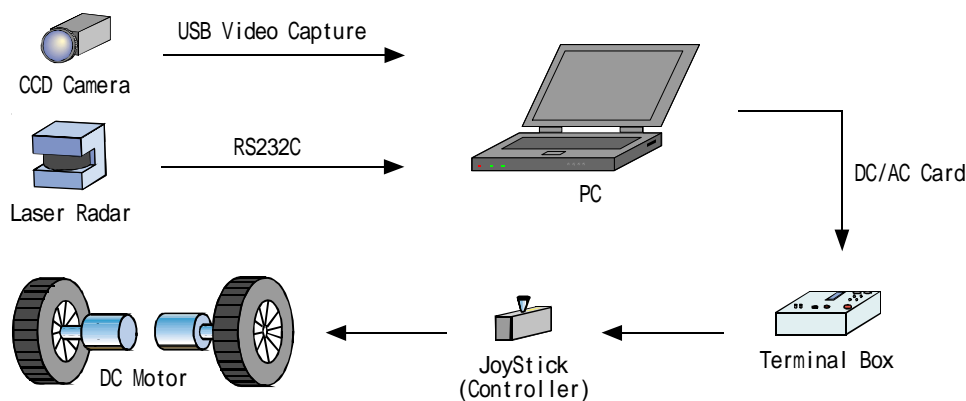 USB Video Capture
CCD Camera
RS232C
Laser Radar
PC
DC/AC Card
DC Motor
JoyStick
(Controller)
Terminal Box